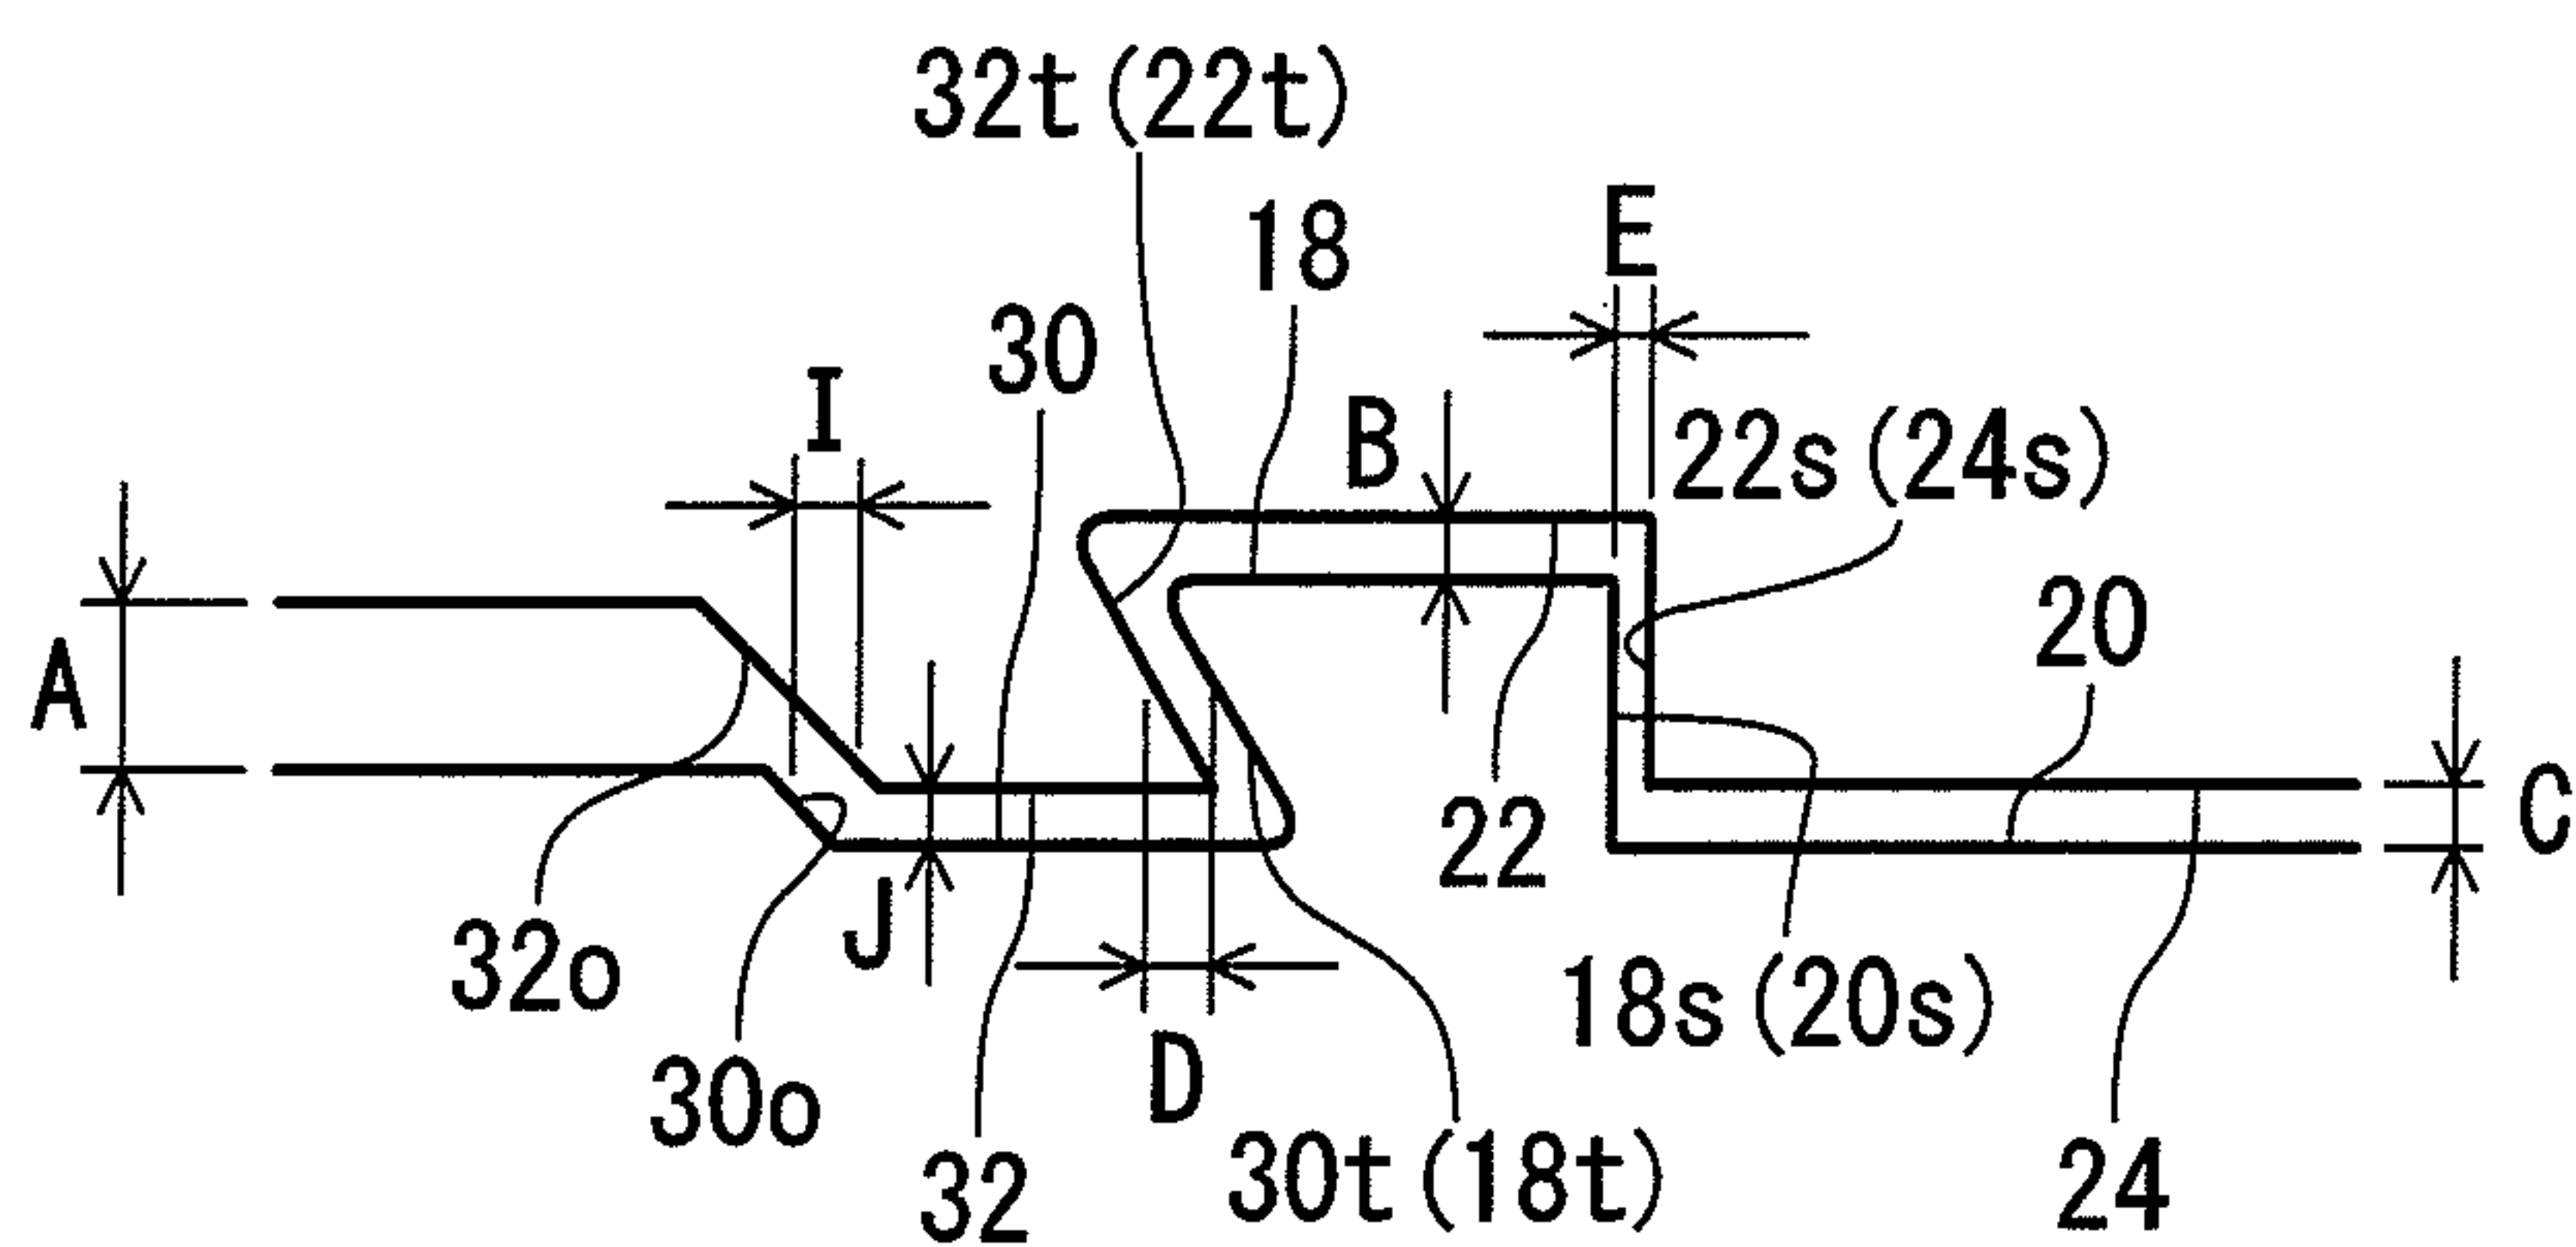 32t(22t)
18
E
30
I
B
22s(24s)
20
A
C
22
J
32o
18s(20s)
30o
D
32
30t(18t)
24